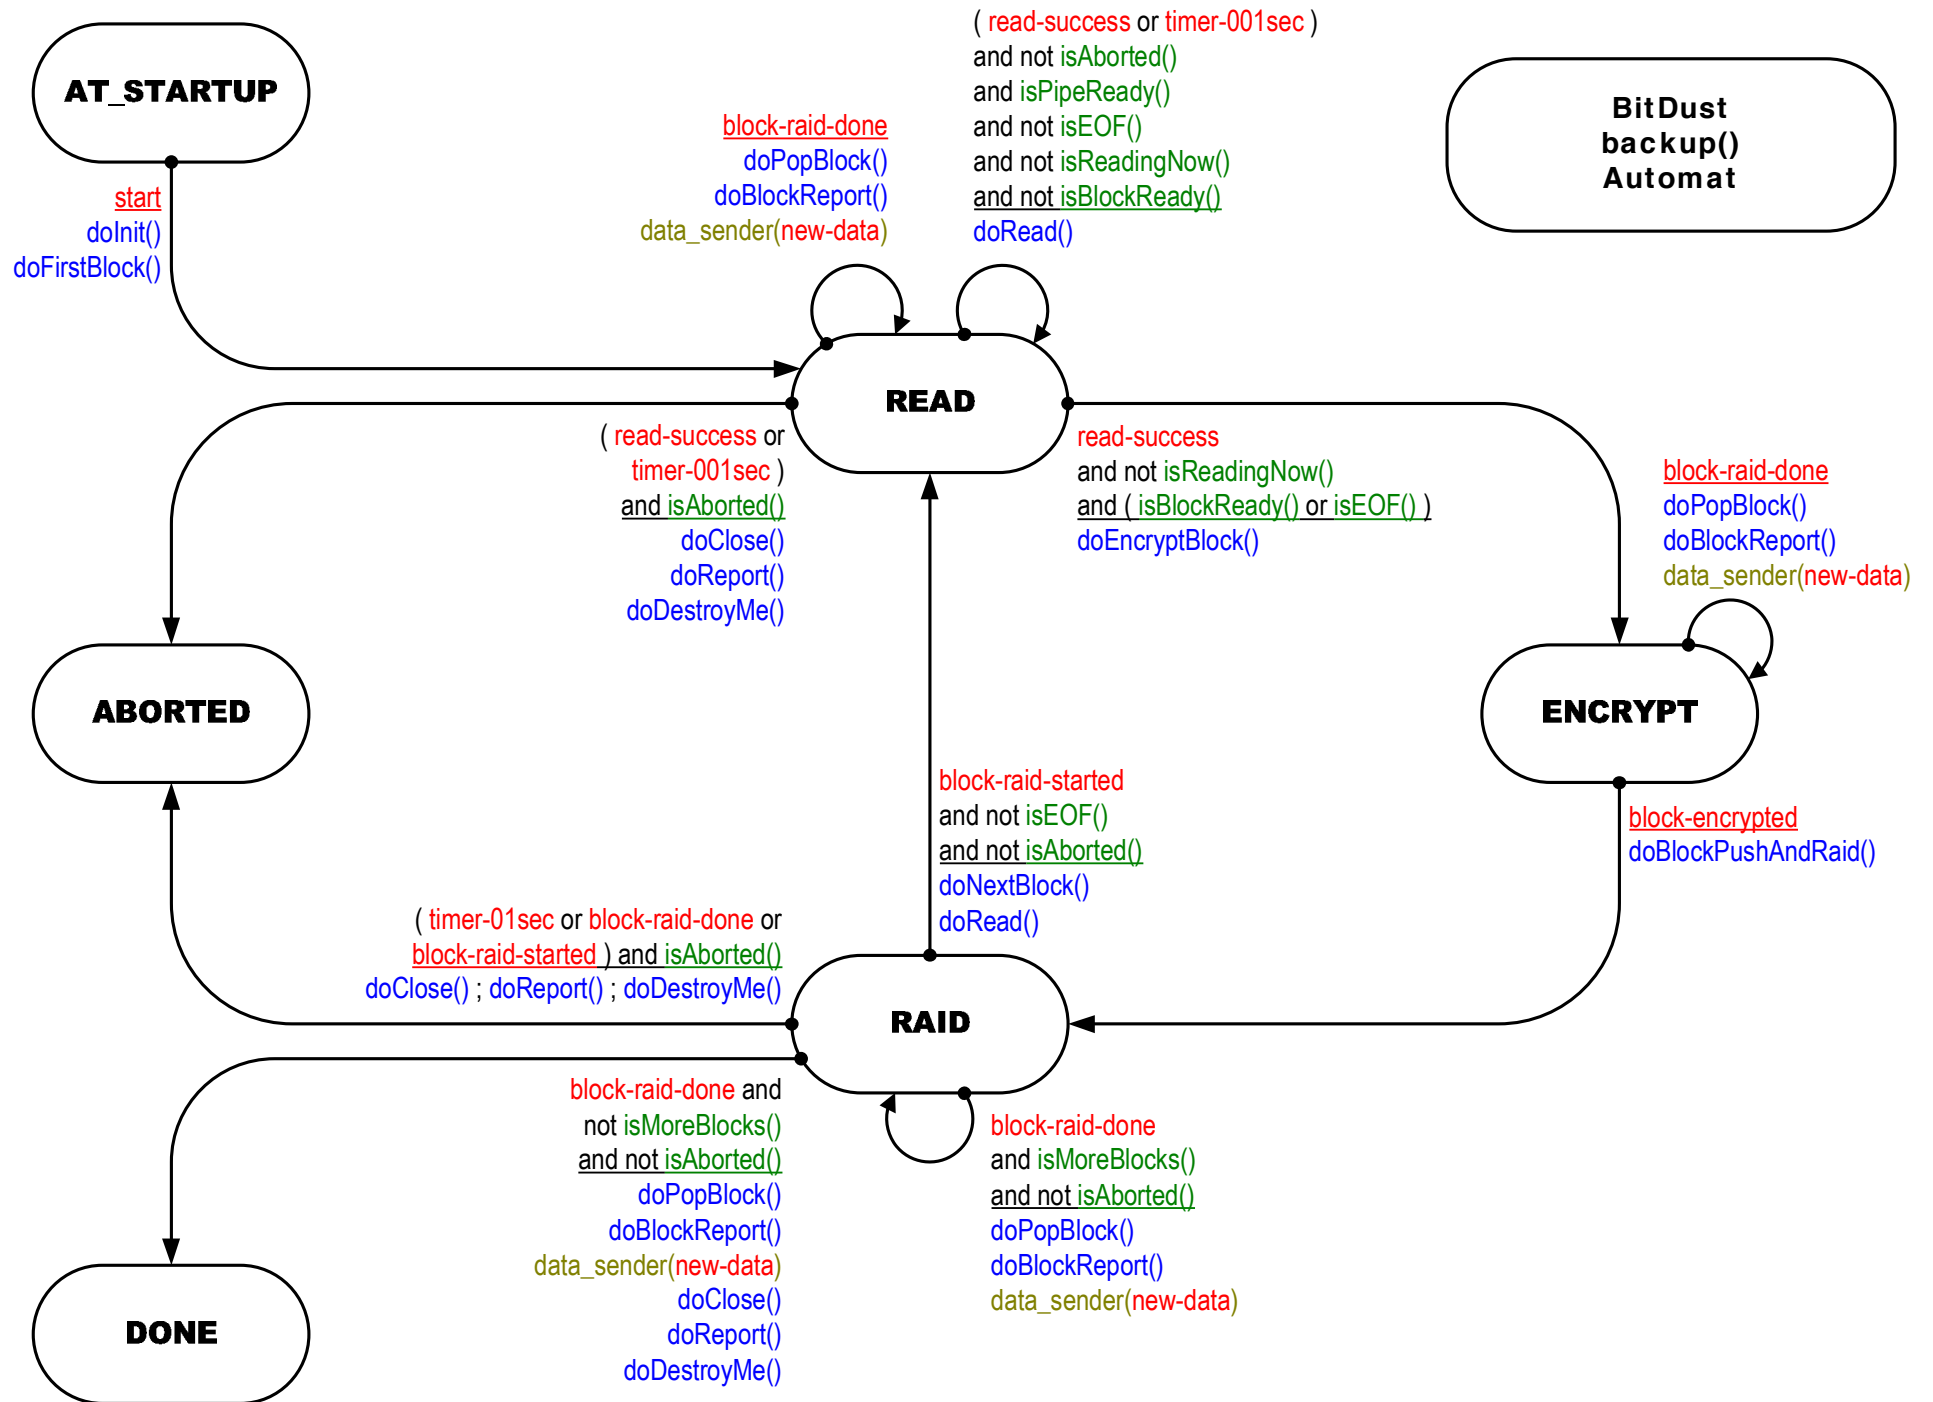 AT_STARTUP
start
doInit()
doFirstBlock()
block-raid-done
doPopBlock()
doBlockReport()
data_sender(new-data)
( read-success or timer-001sec )
and not isAborted()
and isPipeReady()
and not isEOF()
and not isReadingNow()
and not isBlockReady()
doRead()
BitDust
backup()
Automat
READ
( read-success or
timer-001sec )
and isAborted()
doClose()
doReport()
doDestroyMe()
read-success
and not isReadingNow()
and ( isBlockReady() or isEOF() )
doEncryptBlock()
block-raid-done
doPopBlock()
doBlockReport()
data_sender(new-data)
ABORTED
ENCRYPT
block-raid-started
and not isEOF()
and not isAborted()
doNextBlock()
doRead()
block-encrypted
doBlockPushAndRaid()
( timer-01sec or block-raid-done or
block-raid-started ) and isAborted()
doClose() ; doReport() ; doDestroyMe()
RAID
block-raid-done and
not isMoreBlocks()
and not isAborted()
doPopBlock()
doBlockReport()
data_sender(new-data)
doClose()
doReport()
doDestroyMe()
block-raid-done
and isMoreBlocks()
and not isAborted()
doPopBlock()
doBlockReport()
data_sender(new-data)
DONE